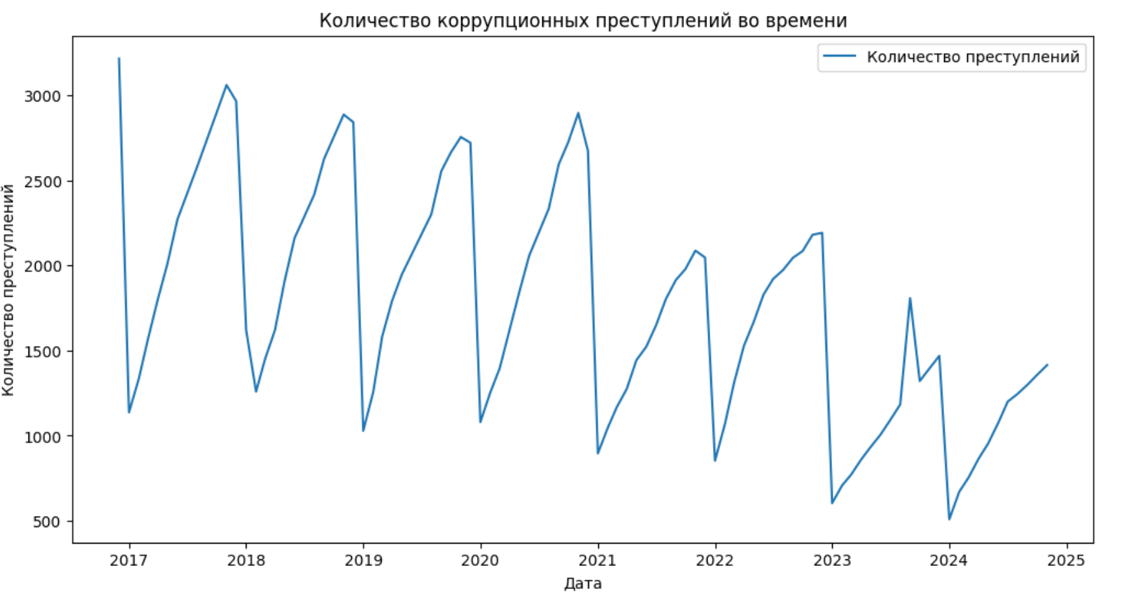 Количество коррупционных преступлений во времени
Количество преступлений
Количество преступлений
3000
2500
2000
1500
1000
500
2017 2018 2019 2020 2021 2022 2023 2024 2025
Дата